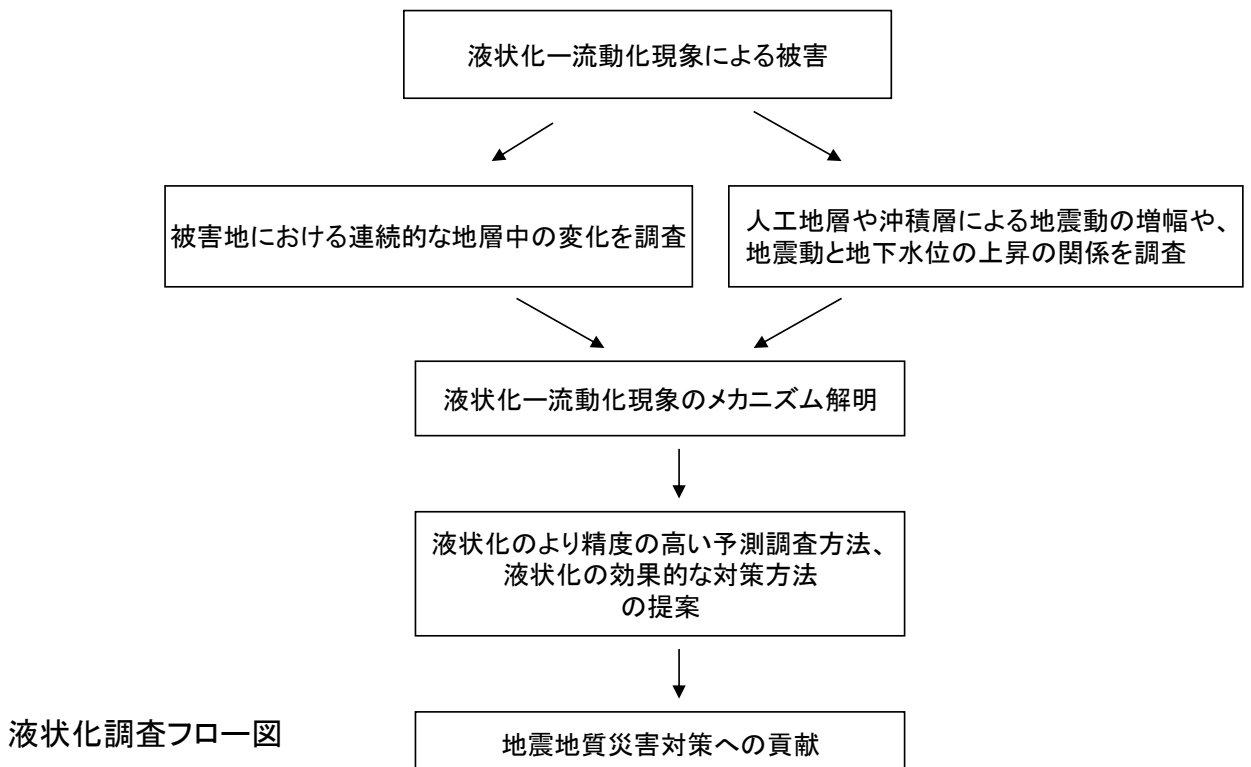 液状化ー流動化現象による被害
被害地における連続的な地層中の変化を調査
人工地層や沖積層による地震動の増幅や、
地震動と地下水位の上昇の関係を調査
液状化ー流動化現象のメカニズム解明
液状化のより精度の高い予測調査方法、
液状化の効果的な対策方法
の提案
液状化調査フロー図
地震地質災害対策への貢献